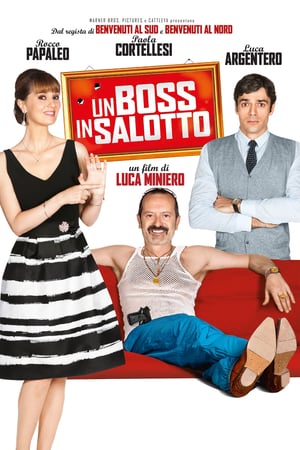 WARNER BROS. PICTURES e CATTLEYA presentano
Dal regista di BENVENUTI AL SUD e BENVENUTI AL NORD
Rocco
PAPALEO
Paola
CORTELLESI
Luca
ARGENTERO
UN BOSS
IN SALOTTO
un film di
LUCA MINIERO